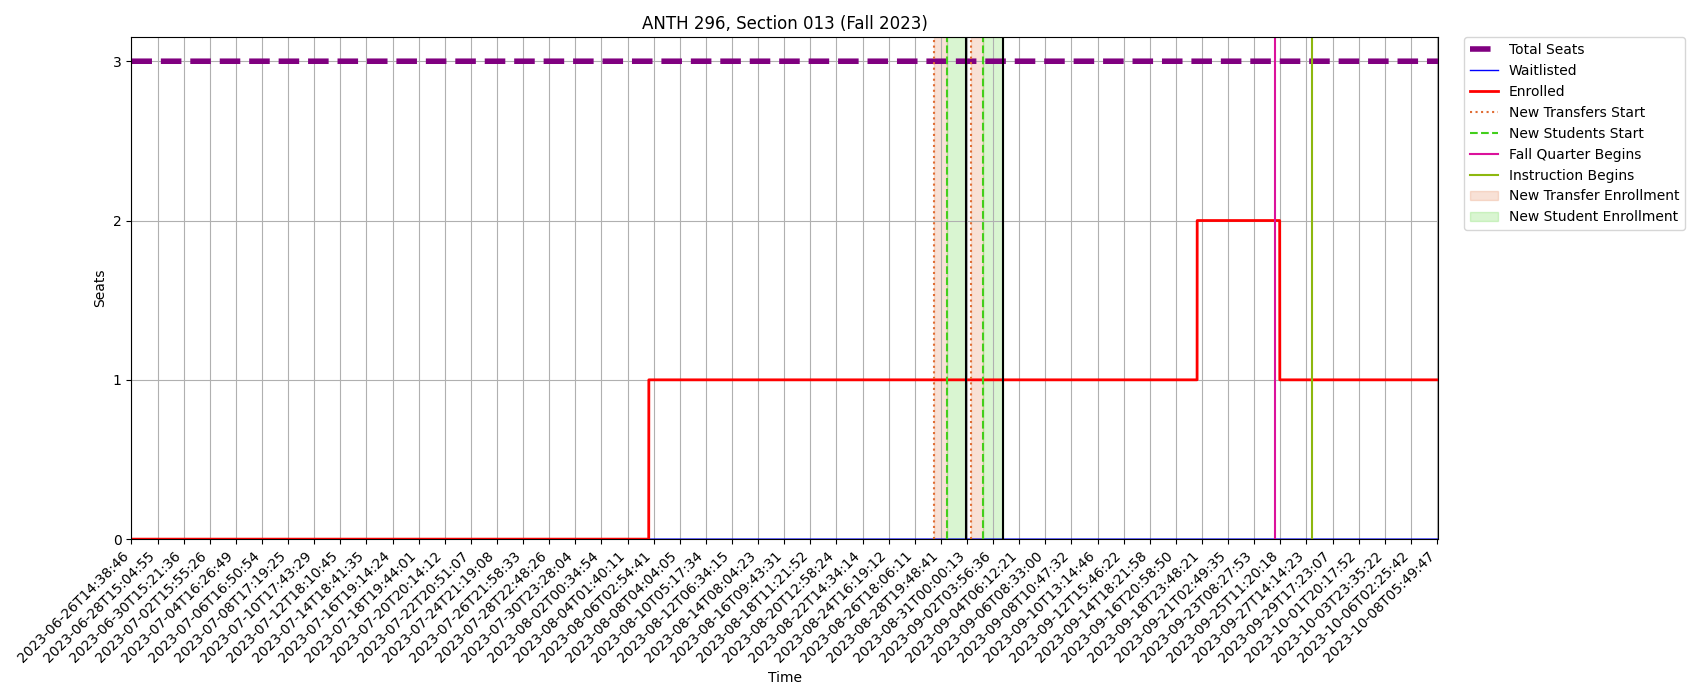 ANTH 296, Section 013 (Fall 2023)
3
2
1
0
Seats
2023-06-26T14:38:46
2023-06-28T15:04:55
2023-06-30T15:21:36
2023-07-02T15:55:26
2023-07-04T16:26:49
2023-07-06T16:50:54
2023-07-08T17:19:25
2023-07-10T17:43:29
2023-07-12T18:10:45
2023-07-14T18:41:35
2023-07-16T19:14:24
2023-07-18T19:44:01
2023-07-20T20:14:12
2023-07-22T20:51:07
2023-07-24T21:19:08
2023-07-26T21:58:33
2023-07-28T22:48:26
2023-07-30T23:28:04
2023-08-02T00:34:54
2023-08-04T01:40:11
2023-08-06T02:54:41
2023-08-08T04:04:05
2023-08-10T05:17:34
2023-08-12T06:34:15
2023-08-14T08:04:23
2023-08-16T09:43:31
2023-08-18T11:21:52
2023-08-20T12:58:24
2023-08-22T14:34:14
2023-08-24T16:19:12
2023-08-26T18:06:11
2023-08-28T19:48:41
2023-08-31T00:00:13
2023-09-02T03:56:36
2023-09-04T06:12:21
2023-09-06T08:33:00
2023-09-08T10:47:32
2023-09-10T13:14:46
2023-09-12T15:46:22
2023-09-14T18:21:58
2023-09-16T20:58:50
2023-09-18T23:48:21
2023-09-21T02:49:35
2023-09-23T08:27:53
2023-09-25T11:20:18
2023-09-27T14:14:23
2023-09-29T17:23:07
2023-10-01T20:17:52
2023-10-03T23:35:22
2023-10-06T02:25:42
2023-10-08T05:49:47
Time
Total Seats
Waitlisted
Enrolled
New Transfers Start
New Students Start
Fall Quarter Begins
Instruction Begins
New Transfer Enrollment
New Student Enrollment